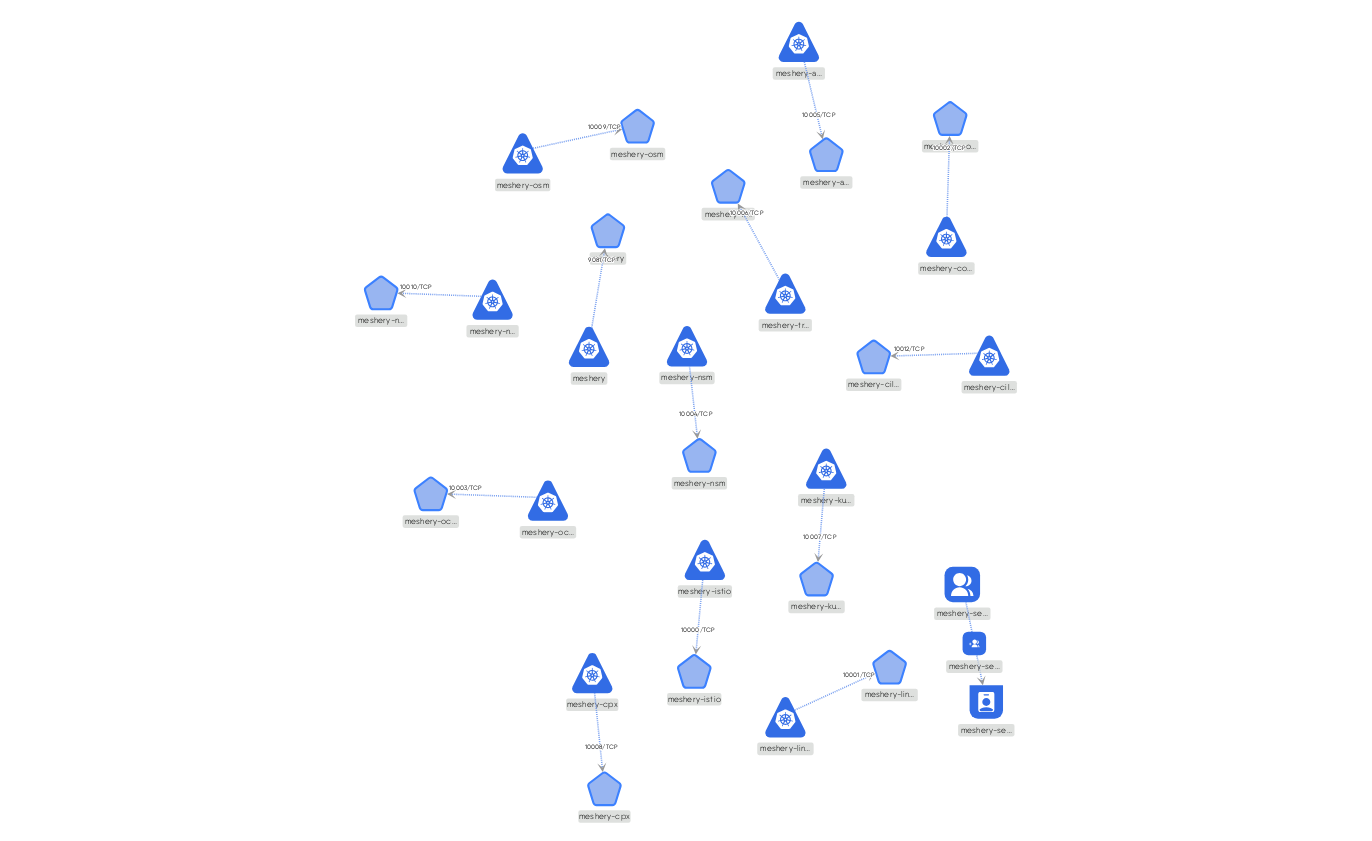 meshery-a...
10005/TCP
meshery-a...
10009/TCP
meshery-osm
meshery-osm
10002/TCP
meshery-co...
10006/TCP
meshery-tr...
9081/TCP
meshery
10010/TCP
meshery-n...
meshery-n...
meshery-nsm
10004/TCP
meshery-nsm
10012/TCP
meshery-cil...
meshery-cil...
10003/TCP
meshery-oc...
meshery-oc...
meshery-ku...
10007/TCP
meshery-ku...
meshery-istio
10000/TCP
meshery-istio
meshery-se...
meshery-se...
meshery-se...
10001/TCP
meshery-lin...
meshery-lin...
meshery-cpx
10008/TCP
meshery-cpx